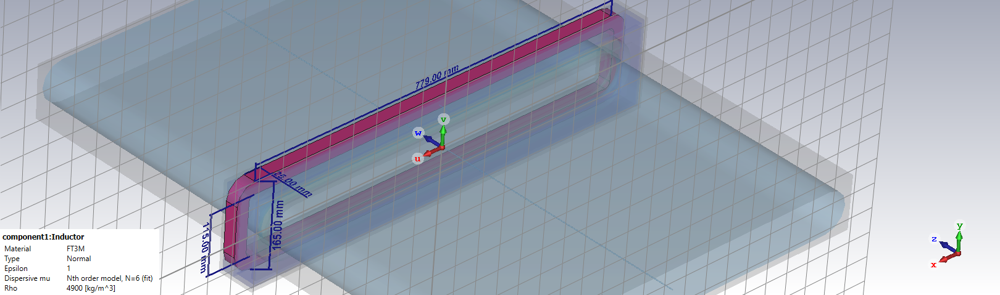 779.00 mm
v
w
u
25.00 mm
165.00 mm
115.00 mm
component1:Inductor
Material FT3M
Type Normal
Epsilon 1
Dispersive mu Nth order model, N=6 (fit)
Rho 4900 [kg/m^3]
y
z
x